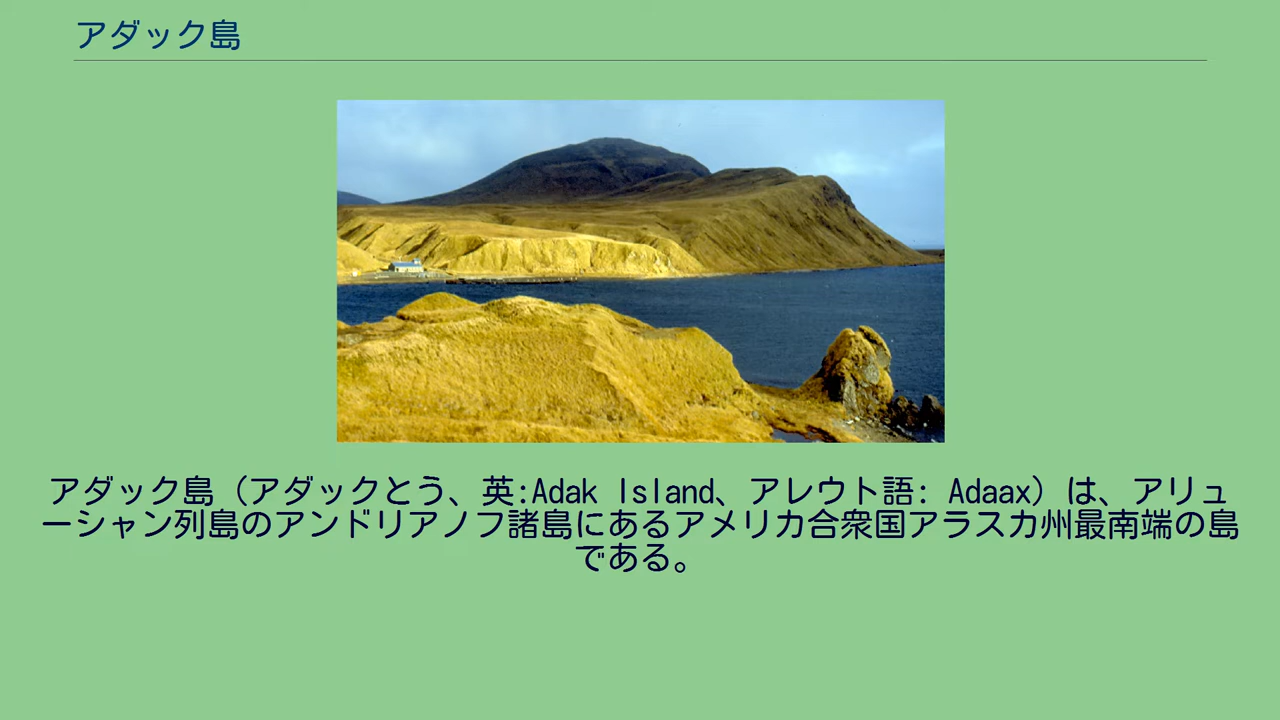 アダック島
アダック島（アダックとう、英:Adak Island、アレウト語: Adaax）は、アリュ
ーシャン列島のアンドリアノフ諸島にあるアメリカ合衆国アラスカ州最南端の島
である。